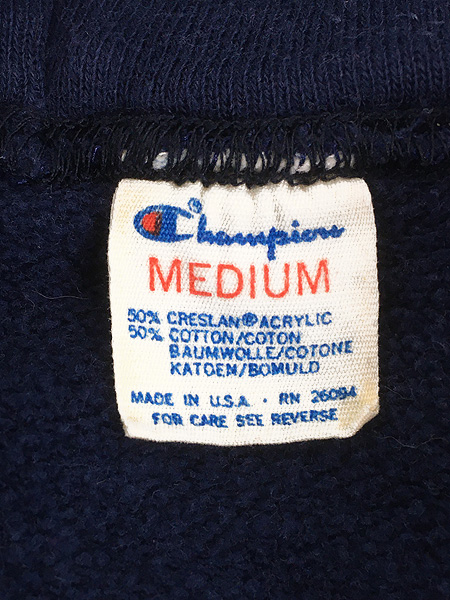 Champion
MEDIUM
50% CRESLAN® ACRYLIC
50% COTTON/COTON
BAUMWOLLE/COTONE
KATOEN/BOMULD
MADE IN U.S.A. · RN 26094
FOR CARE SEE REVERSE